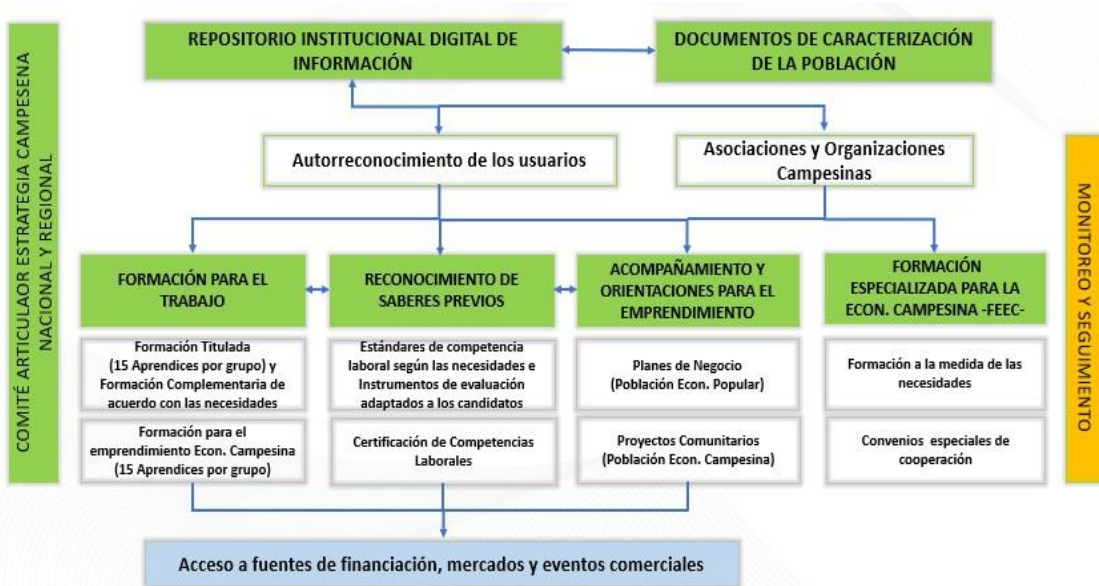 COMITÉ ARTICULAOR ESTRATEGIA CAMPESENA
NACIONAL Y REGIONAL
REPOSITORIO INSTITUCIONAL DIGITAL DE
INFORMACIÓN
DOCUMENTOS DE CARACTERIZACIÓN
DE LA POBLACIÓN
Autorreconocimiento de los usuarios
Asociaciones y Organizaciones
Campesinas
FORMACIÓN PARA EL
TRABAJO
RECONOCIMIENTO DE
SABERES PREVIOS
ACOMPAÑAMIENTO Y
ORIENTACIONES PARA EL
EMPRENDIMIENTO
FORMACIÓN
ESPECIALIZADA PARA LA
ECON. CAMPESINA -FEEC-
Formación Titulada
(15 Aprendices por grupo) y
Formación Complementaria de
acuerdo con las necesidades
Estándares de competencia
laboral según las necesidades e
Instrumentos de evaluación
adaptados a los candidatos
Planes de Negocio
(Población Econ. Popular)
Formación a la medida de las
necesidades
Formación para el
emprendimiento Econ. Campesina
(15 Aprendices por grupo)
Certificación de Competencias
Laborales
Proyectos Comunitarios
(Población Econ. Campesina)
Convenios especiales de
cooperación
Acceso a fuentes de financiación, mercados y eventos comerciales
MONITOREO Y SEGUIMIENTO